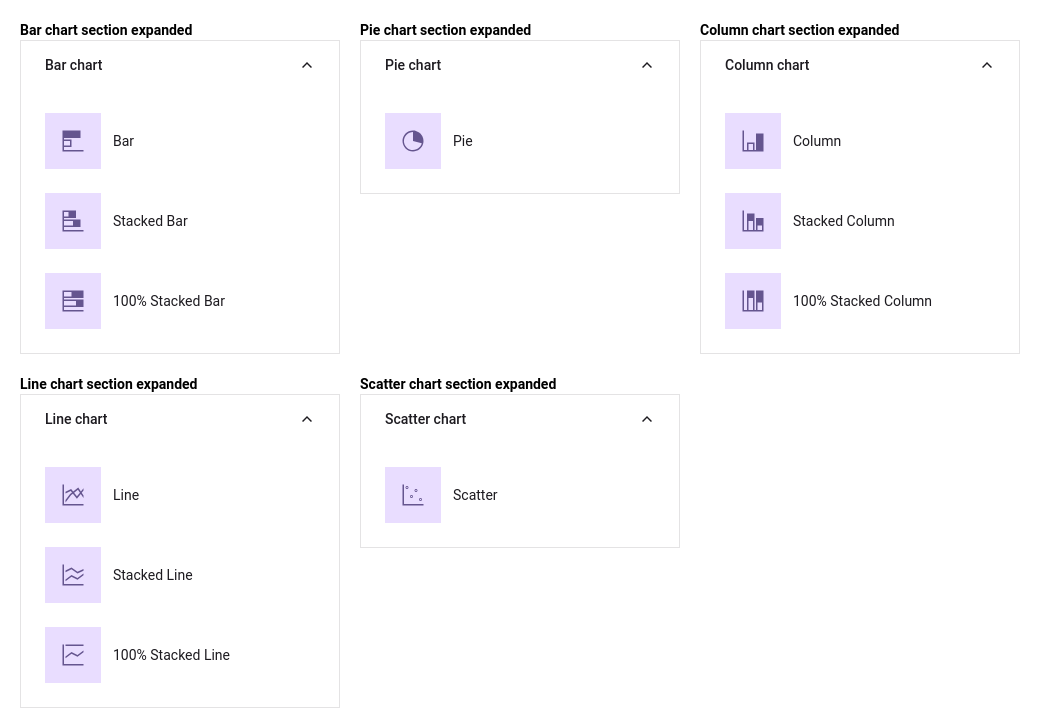 Bar chart section expanded
Bar chart
Bar
Stacked Bar
100% Stacked Bar
Pie chart section expanded
Pie chart
Pie
Column chart section expanded
Column chart
Column
Stacked Column
100% Stacked Column
Line chart section expanded
Line chart
Line
Stacked Line
100% Stacked Line
Scatter chart section expanded
Scatter chart
Scatter